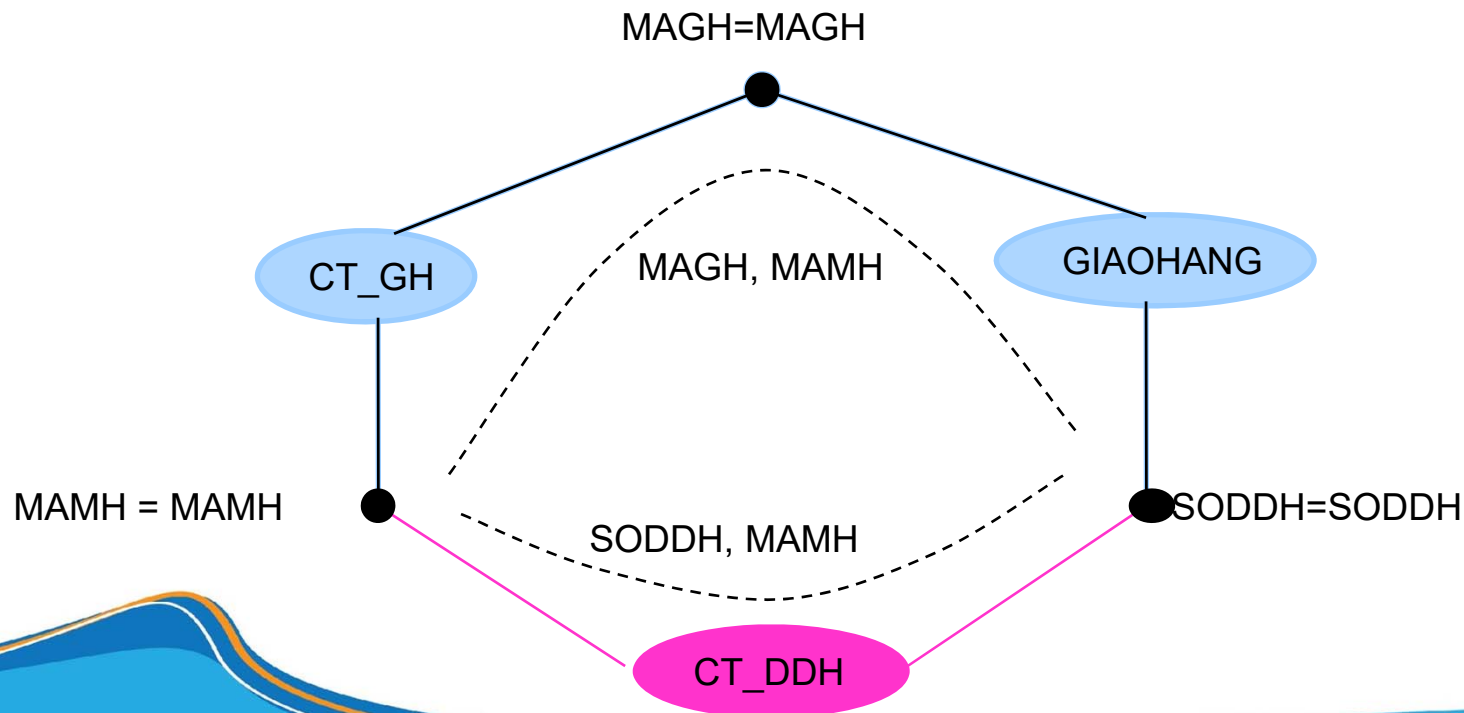 MAGH=MAGH
CT_GH
MAGH, MAMH
GIAOHANG
MAMH = MAMH
SODDH, MAMH
SODDH=SODDH
CT_DDH